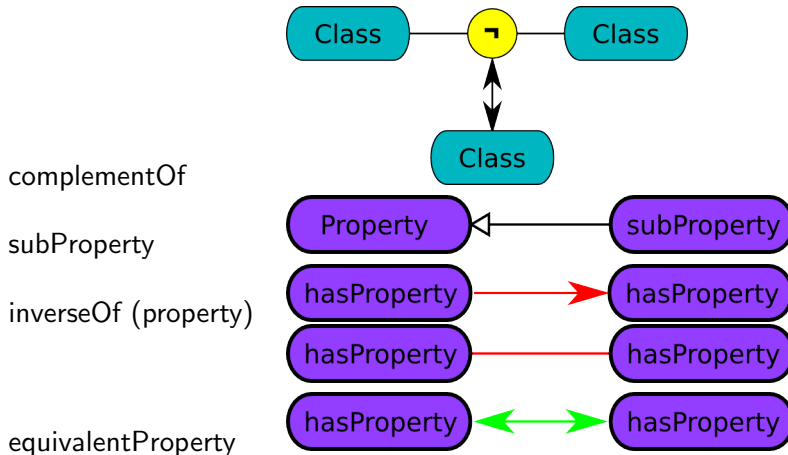 Class ¬ Class
Class
complementOf
Property subProperty
subProperty
hasProperty hasProperty
inverseOf (property)
hasProperty hasProperty
hasProperty hasProperty
equivalentProperty